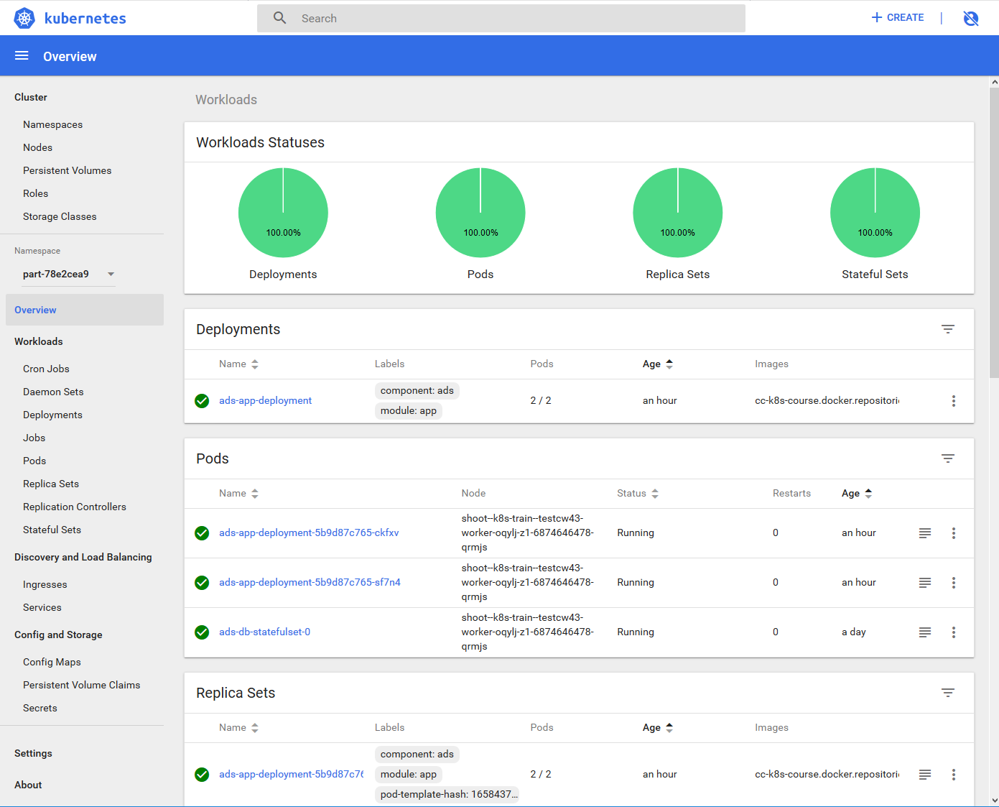 kubernetes
Search
CREATE
Overview
Cluster
Namespaces
Nodes
Persistent Volumes
Roles
Storage Classes
Namespace
part-78e2cea9
Overview
Workloads
Cron Jobs
Daemon Sets
Deployments
Jobs
Pods
Replica Sets
Replication Controllers
Stateful Sets
Discovery and Load Balancing
Ingresses
Services
Config and Storage
Config Maps
Persistent Volume Claims
Secrets
Settings
About
Workloads
Workloads Statuses
100.00% 100.00% 100.00% 100.00%
Deployments Pods Replica Sets Stateful Sets
Deployments
Name Labels Pods Age Images
ads-app-deployment component: ads module: app 2 / 2 an hour cc-k8s-course.docker.repositori
Pods
Name Node Status Restarts Age
shoot--k8s-train--testcw43-
ads-app-deployment-5b9d87c765-ckfxv worker-oqylj-z1-6874646478- Running 0 an hour
qrmjs
shoot--k8s-train--testcw43-
ads-app-deployment-5b9d87c765-sf7n4 worker-oqylj-z1-6874646478- Running 0 an hour
qrmjs
shoot--k8s-train--testcw43-
ads-db-statefulset-0 worker-oqylj-z1-6874646478- Running 0 a day
qrmjs
Replica Sets
Name Labels Pods Age Images
component: ads
ads-app-deployment-5b9d87c76 module: app 2 / 2 an hour cc-k8s-course.docker.repositori
pod-template-hash: 1658437...